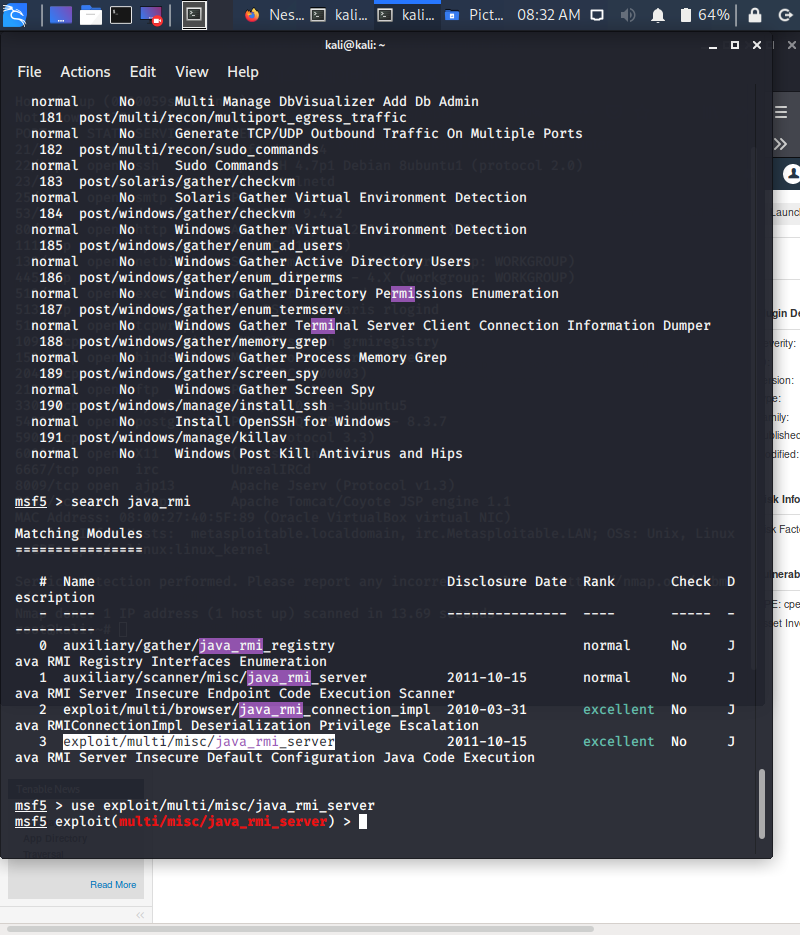 Nes... kali... kali... Pict... 08:32 AM 64%
kali@kali: ~
File Actions Edit View Help
normal No Multi Manage DbVisualizer Add Db Admin
181 post/multi/recon/multiport_egress_traffic
normal No Generate TCP/UDP Outbound Traffic On Multiple Ports
182 post/multi/recon/sudo_commands
normal No Sudo Commands
183 post/solaris/gather/checkvm
normal No Solaris Gather Virtual Environment Detection
184 post/windows/gather/checkvm
normal No Windows Gather Virtual Environment Detection
185 post/windows/gather/enum_ad_users
normal No Windows Gather Active Directory Users
186 post/windows/gather/enum_dirperms
normal No Windows Gather Directory Permissions Enumeration
187 post/windows/gather/enum_termserv
normal No Windows Gather Terminal Server Client Connection Information Dumper
188 post/windows/gather/memory_grep
normal No Windows Gather Process Memory Grep
189 post/windows/gather/screen_spy
normal No Windows Gather Screen Spy
190 post/windows/manage/install_ssh
normal No Install OpenSSH for Windows
191 post/windows/manage/killav
normal No Windows Post Kill Antivirus and Hips
msf5 > search java_rmi
Matching Modules
================
# Name Disclosure Date Rank Check D
escription
- ---- --------------- ---- ----- -
----------
0 auxiliary/gather/java_rmi_registry normal No J
ava RMI Registry Interfaces Enumeration
1 auxiliary/scanner/misc/java_rmi_server 2011-10-15 normal No J
ava RMI Server Insecure Endpoint Code Execution Scanner
2 exploit/multi/browser/java_rmi_connection_impl 2010-03-31 excellent No J
ava RMIConnectionImpl Deserialization Privilege Escalation
3 exploit/multi/misc/java_rmi_server 2011-10-15 excellent No J
ava RMI Server Insecure Default Configuration Java Code Execution
msf5 > use exploit/multi/misc/java_rmi_server
msf5 exploit(multi/misc/java_rmi_server) >
Tenable News
Read More